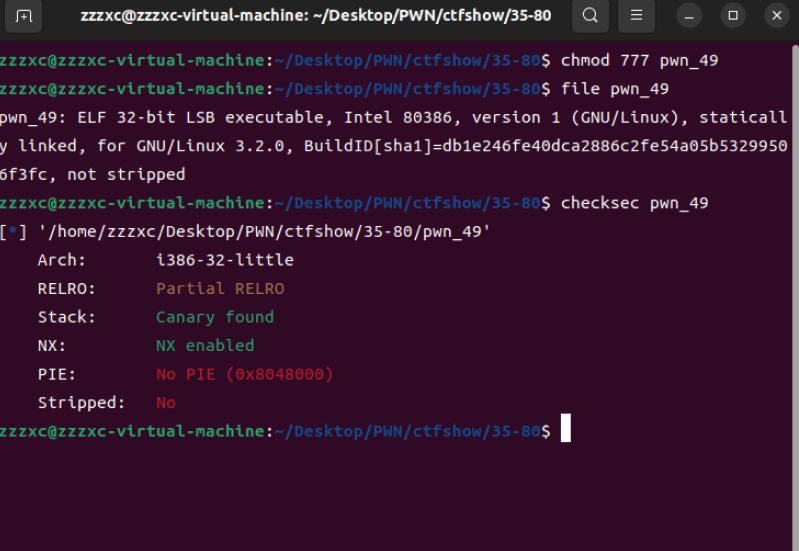 zzzxc@zzzxc-virtual-machine: ~/Desktop/PWN/ctfshow/35-80
zzzxc@zzzxc-virtual-machine:~/Desktop/PWN/ctfshow/35-80$ chmod 777 pwn_49
zzzxc@zzzxc-virtual-machine:~/Desktop/PWN/ctfshow/35-80$ file pwn_49
pwn_49: ELF 32-bit LSB executable, Intel 80386, version 1 (GNU/Linux), staticall
y linked, for GNU/Linux 3.2.0, BuildID[sha1]=db1e246fe40dca2886c2fe54a05b5329950
6f3fc, not stripped
zzzxc@zzzxc-virtual-machine:~/Desktop/PWN/ctfshow/35-80$ checksec pwn_49
[*] '/home/zzzxc/Desktop/PWN/ctfshow/35-80/pwn_49'
    Arch:       i386-32-little
    RELRO:      Partial RELRO
    Stack:      Canary found
    NX:         NX enabled
    PIE:        No PIE (0x8048000)
    Stripped:   No
zzzxc@zzzxc-virtual-machine:~/Desktop/PWN/ctfshow/35-80$